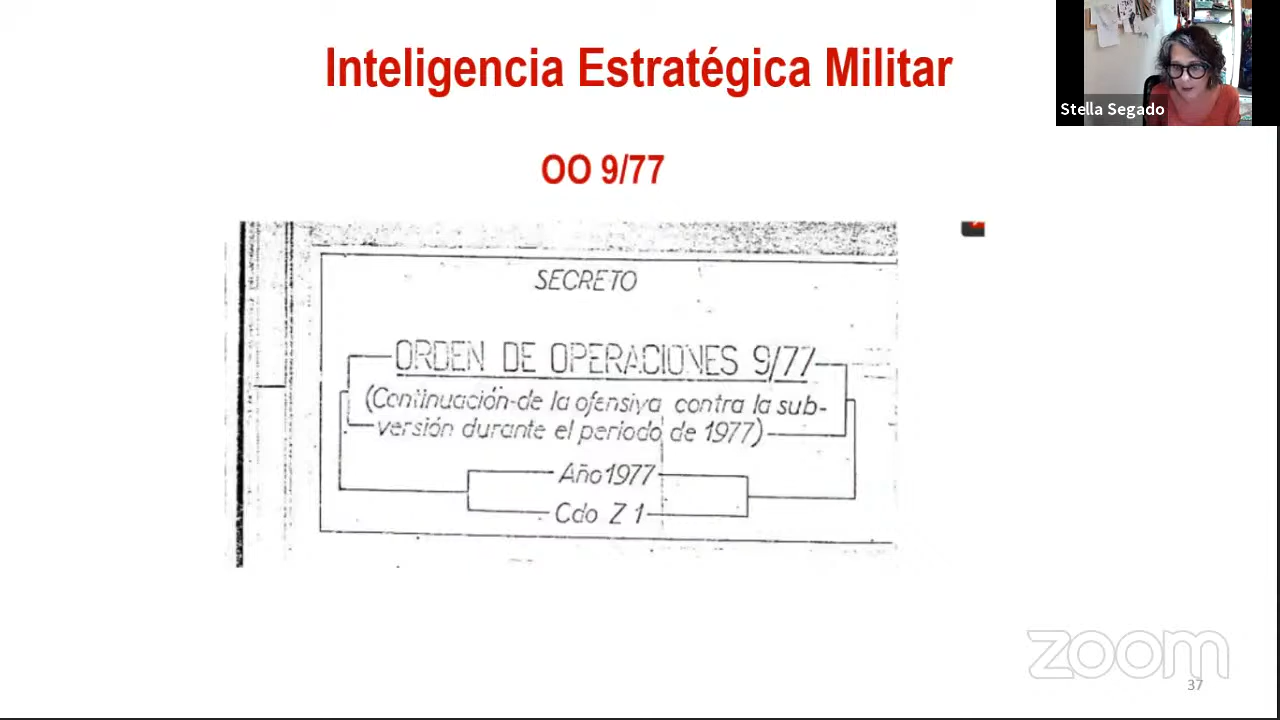 Inteligencia Estratégica Militar
Stella Segado
OO 9/77
SECRETO
ORDEN DE OPERACIONES 9/77
(Continuación-de la ofensiva contra la sub-
versión durante el periodo de 1977)
Año 1977
Cdo Z 1
zoom
37